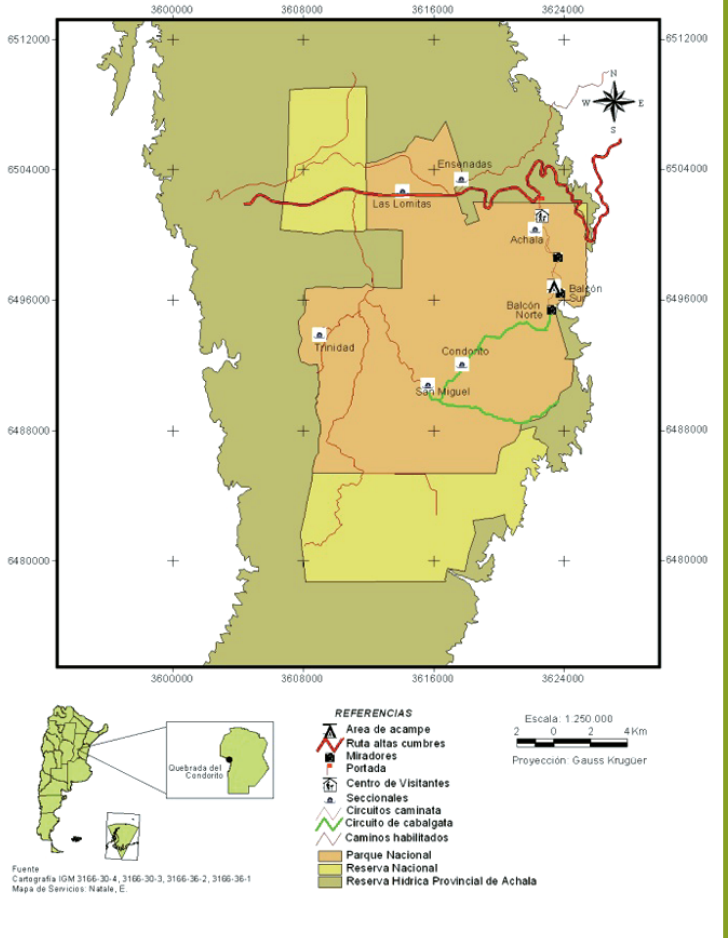 3600000 3608000 3616000 3624000
6512000 6512000
N
W E
S
6504000 6504000
Ensenadas
Las Lomitas
Achala
6496000 6496000
Balcón
Sur
Balcón
Norte
Trinidad
Condorito
San Miguel
6488000 6488000
6480000 6480000
3600000 3608000 3616000 3624000
Quebrada del
Condorito
REFERENCIAS
Area de acampe
Ruta altas cumbres
Miradores
Portada
Centro de Visitantes
Seccionales
Circuitos caminata
Circuito de cabalgata
Caminos habilitados
Parque Nacional
Reserva Nacional
Reserva Hídrica Provincial de Achala
Escala: 1:250.000
2 0 2 4 Km
Proyección: Gauss Krugüer
Fuente
Cartografía IGM 3166-30-4, 3166-30-3, 3166-36-2, 3166-36-1
Mapa de Servicios: Natale, E.